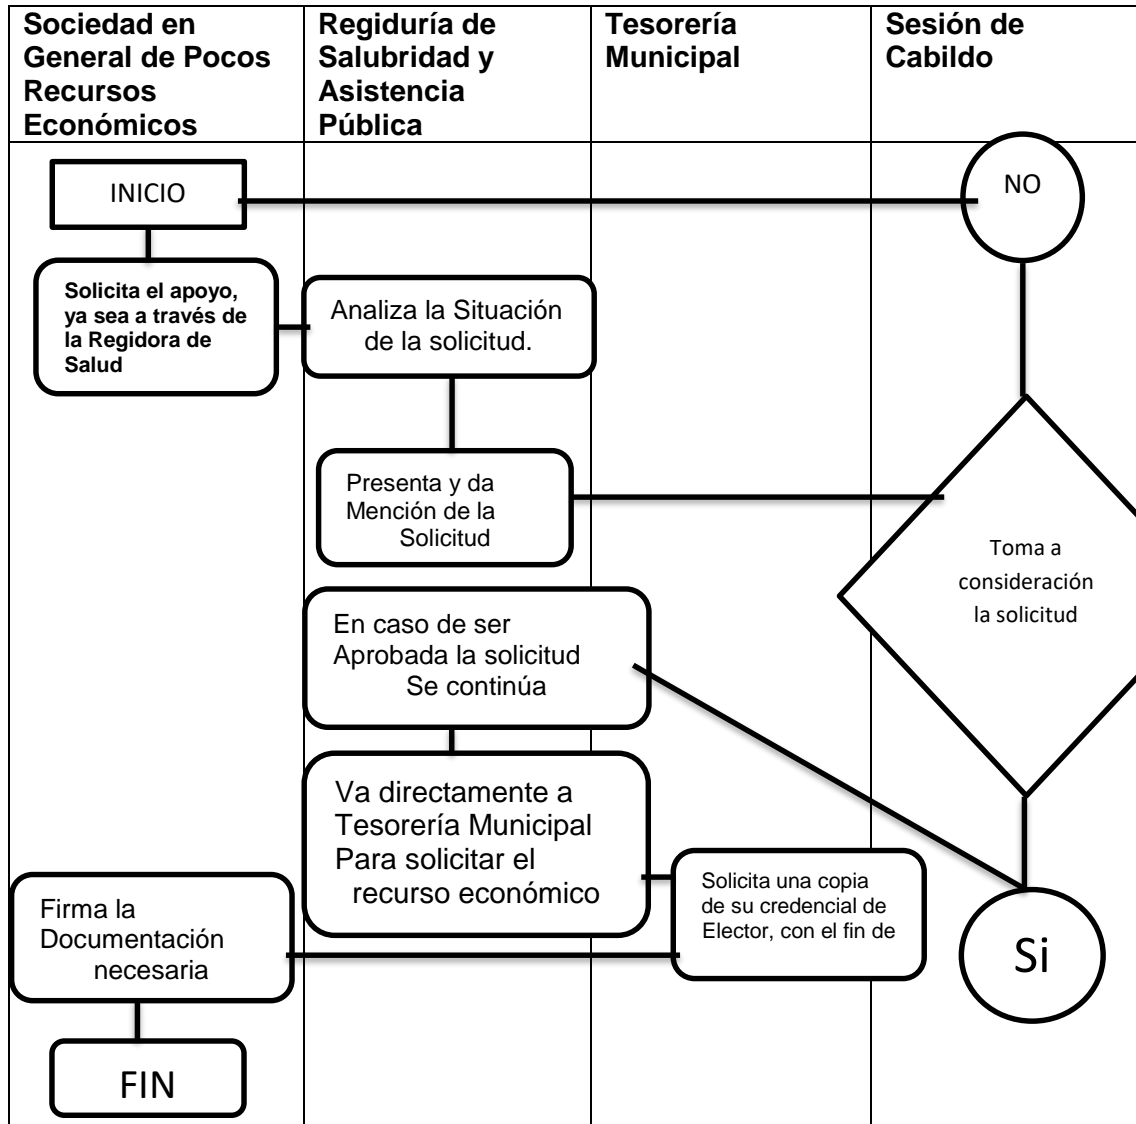 Sociedad en
General de Pocos
Recursos
Económicos
Regiduría de
Salubridad y
Asistencia
Pública
Tesorería
Municipal
Sesión de
Cabildo
INICIO
NO
Solicita el apoyo,
ya sea a través de
la Regidora de
Salud
Analiza la Situación
de la solicitud.
Presenta y da
Mención de la
Solicitud
Toma a
consideración
la solicitud
En caso de ser
Aprobada la solicitud
Se continúa
Va directamente a
Tesorería Municipal
Para solicitar el
recurso económico
Solicita una copia
de su credencial de
Elector, con el fin de
Si
Firma la
Documentación
necesaria
FIN